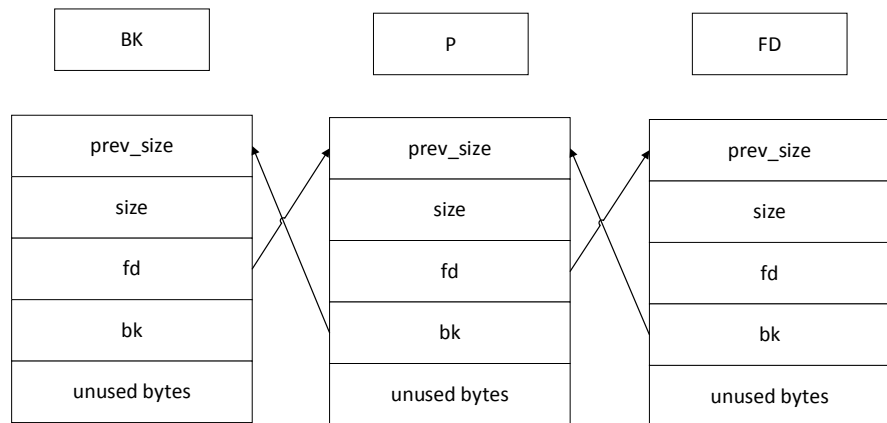 BK
P
FD
prev_size
size
fd
bk
unused bytes
prev_size
size
fd
bk
unused bytes
prev_size
size
fd
bk
unused bytes